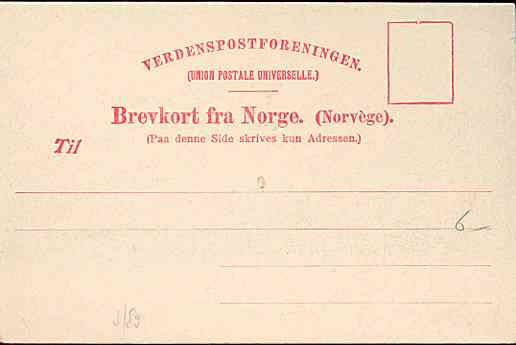 VERDENSPOSTFORENINGEN.
(UNION POSTALE UNIVERSELLE.)
Brevkort fra Norge. (Norvège).
(Paa denne Side skrives kun Adressen.)
Til
6